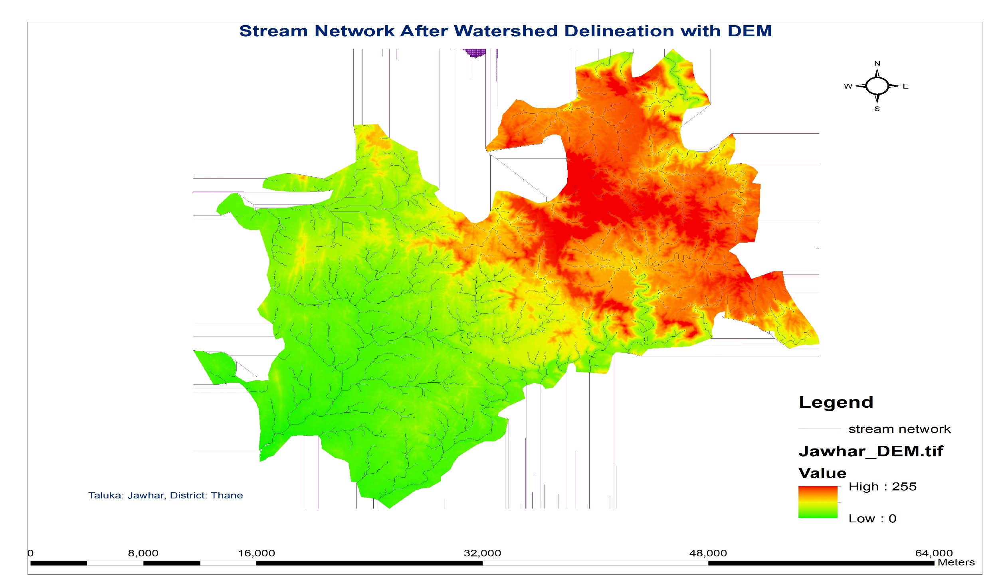 Stream Network After Watershed Delineation with DEM
N
W E
S
Legend
stream network
Jawhar_DEM.tif
Value
High : 255
Low : 0
Taluka: Jawhar, District: Thane
0 8,000 16,000 32,000 48,000 64,000
Meters